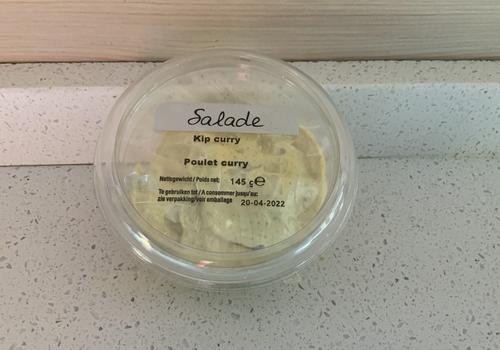 Salade
Kip curry
Poulet curry
Nettogewicht / Poids net: 145 g ℮
Te gebruiken tot / A consommer jusqu'au:
zie verpakking/voir emballage 20-04-2022